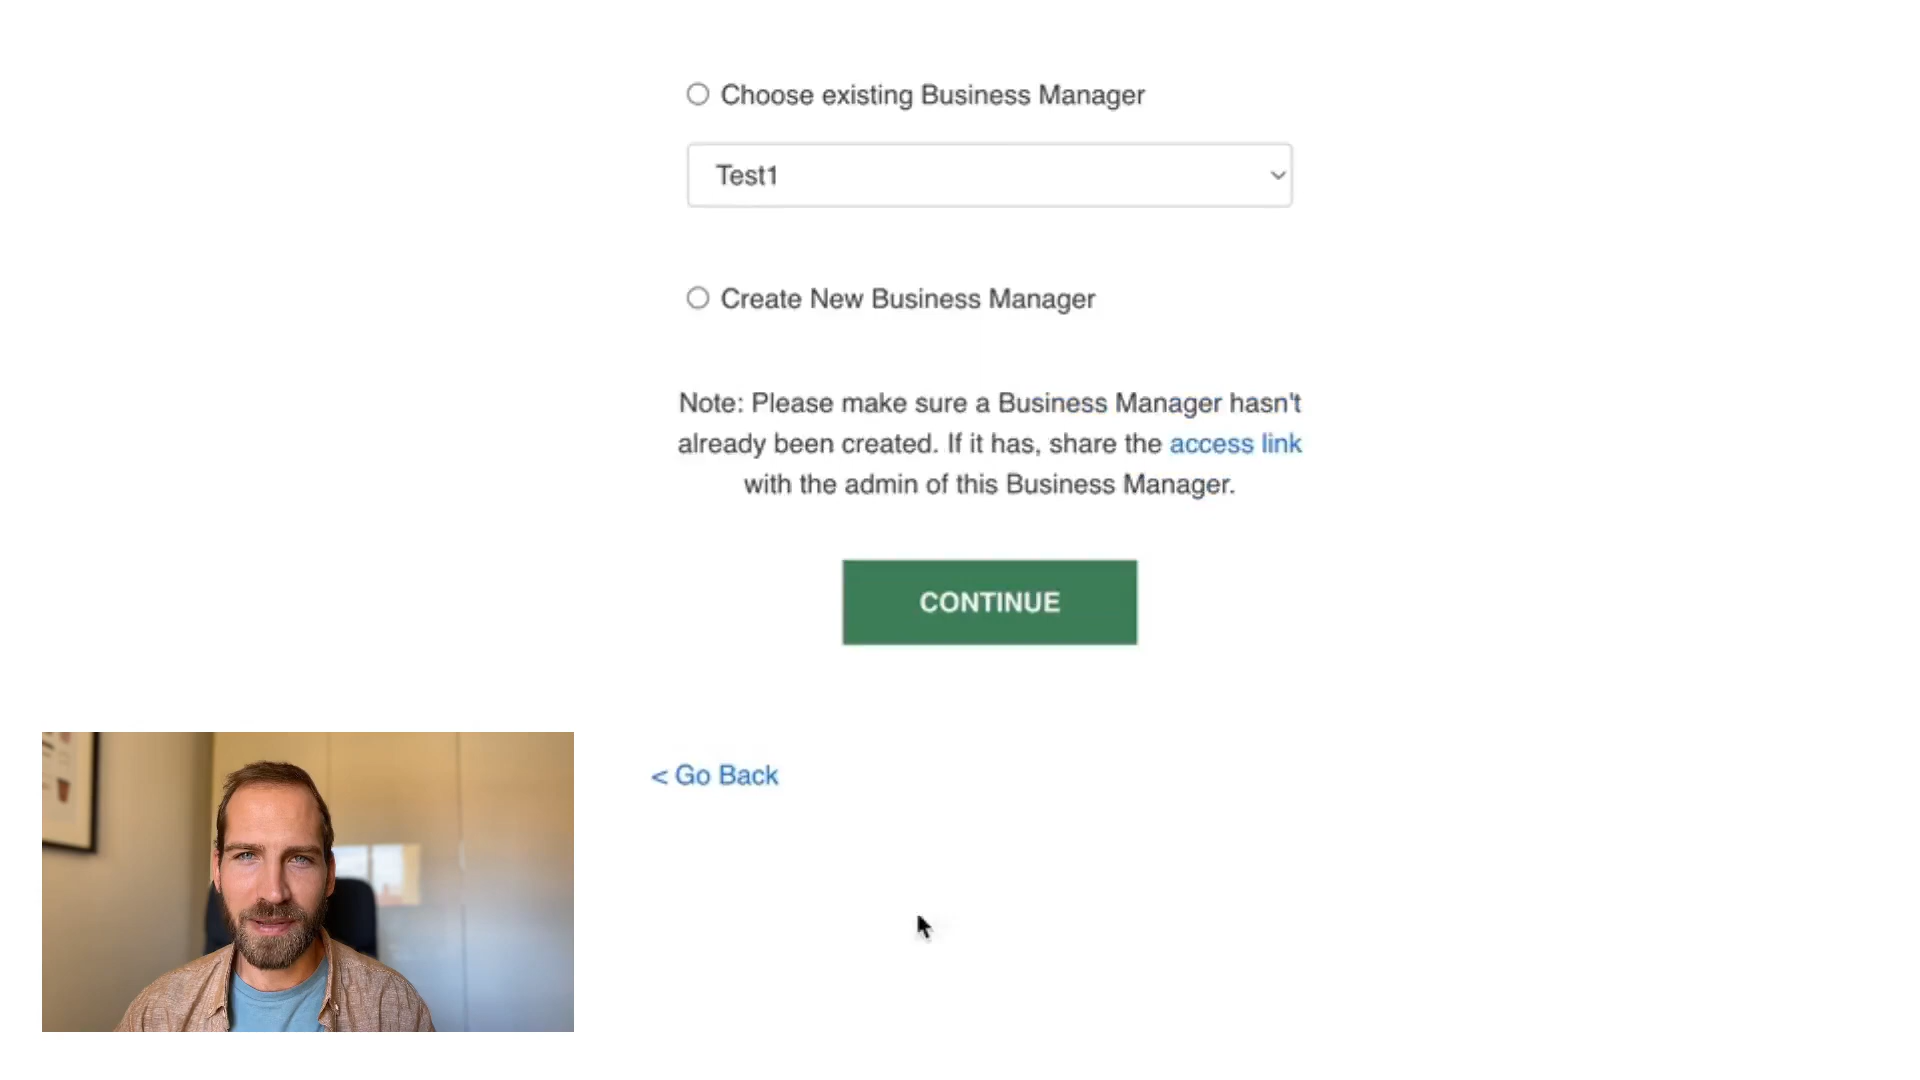 Choose existing Business Manager
Test1
Create New Business Manager
Note: Please make sure a Business Manager hasn't
already been created. If it has, share the access link
with the admin of this Business Manager.
CONTINUE
< Go Back